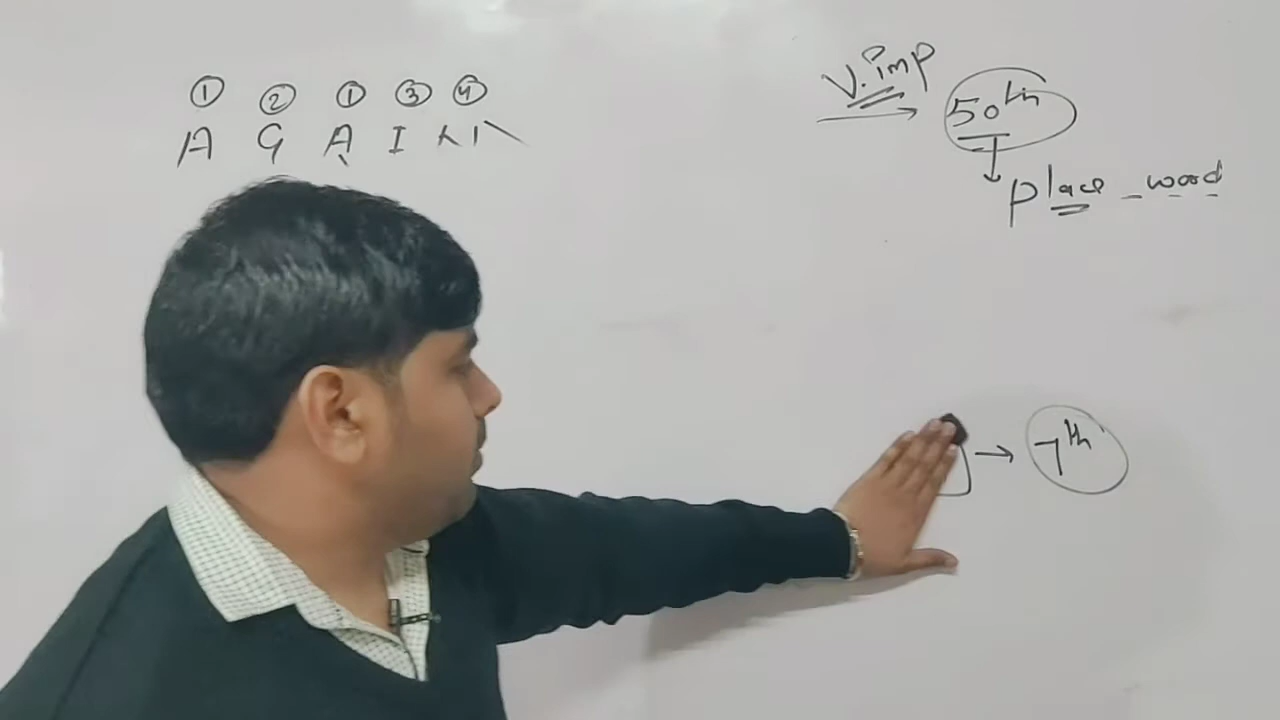 ① ② ① ③ ④
A G A I N
V. Imp
50th
place word
→ 7th